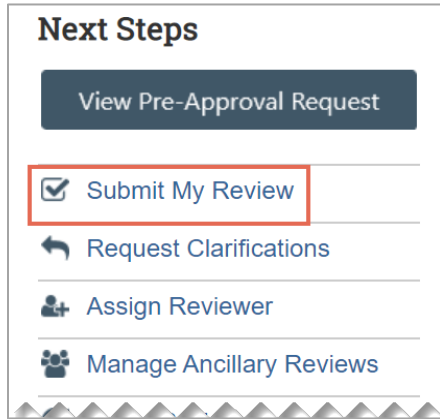 Next Steps
View Pre-Approval Request
Submit My Review
Request Clarifications
Assign Reviewer
Manage Ancillary Reviews